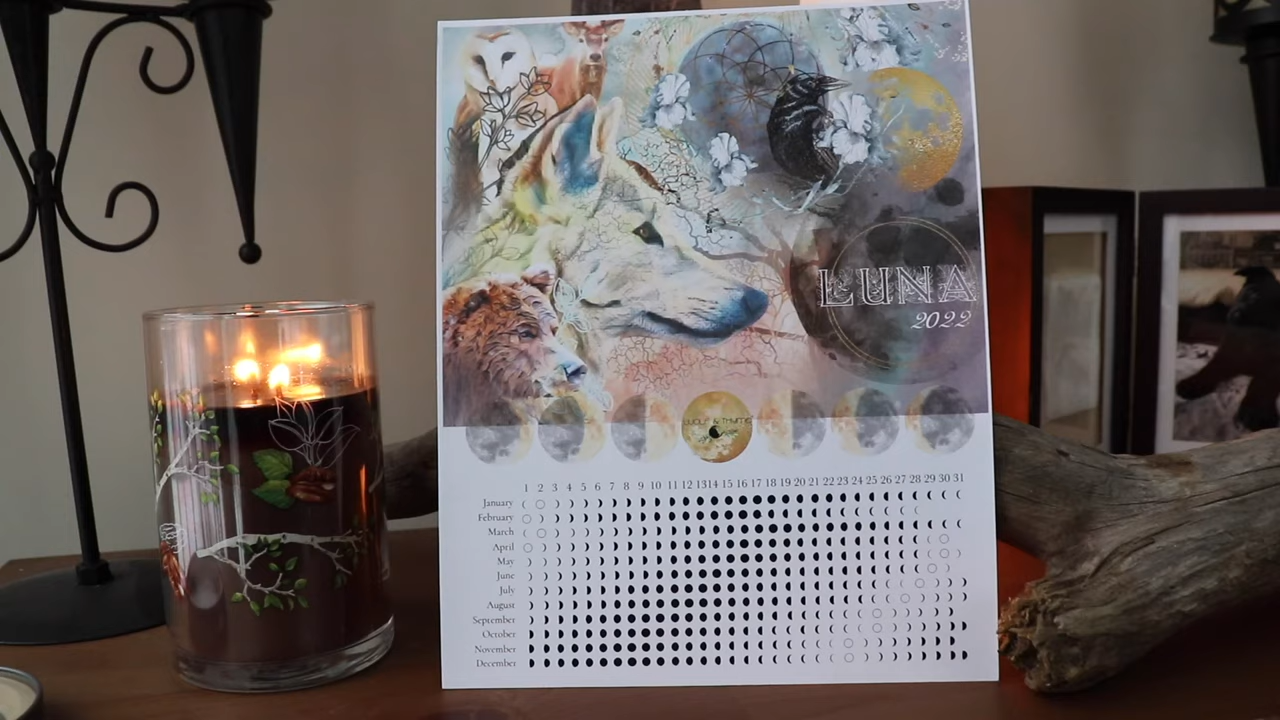 LUNA
2022
WOLF & THYME
1 2 3 4 5 6 7 8 9 10 11 12 13 14 15 16 17 18 19 20 21 22 23 24 25 26 27 28 29 30 31
January
February
March
April
May
June
July
August
September
October
November
December